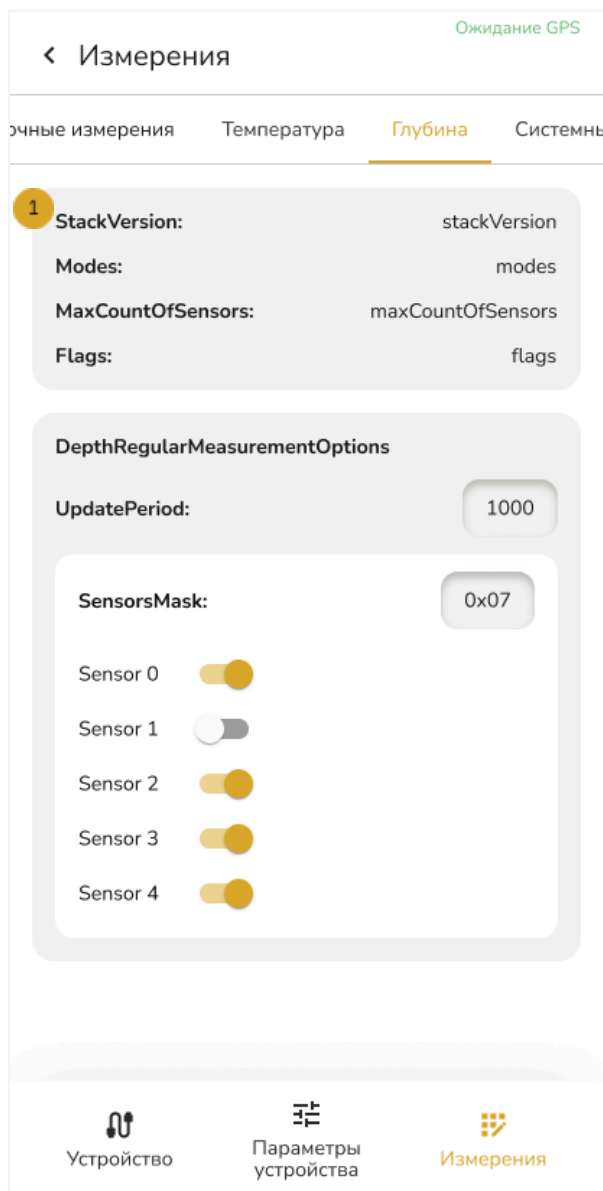 Ожидание GPS
Измерения
очные измерения Температура Глубина Системны
1
StackVersion: stackVersion
Modes: modes
MaxCountOfSensors: maxCountOfSensors
Flags: flags
DepthRegularMeasurementOptions
UpdatePeriod: 1000
SensorsMask: 0x07
Sensor 0
Sensor 1
Sensor 2
Sensor 3
Sensor 4
Устройство
Параметры
устройства
Измерения